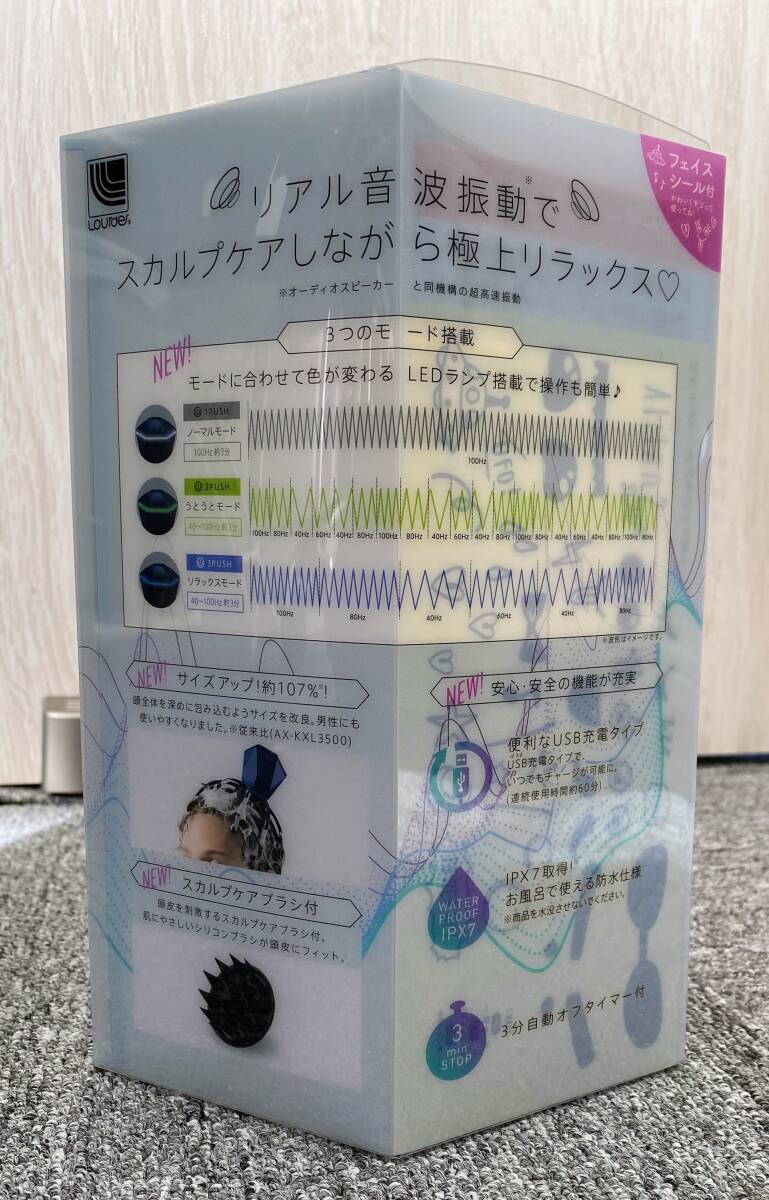 LOURDES®
フェイス
シール付
かわいくデコって
使ってね!
リアル音波振動※で
スカルプケアしながら極上リラックス♡
※オーディオスピーカーと同機構の超高速振動
3つのモード搭載
NEW!
モードに合わせて色が変わる LEDランプ搭載で操作も簡単♪
1PUSH
ノーマルモード
100Hz 約3分
100Hz
2PUSH
うとうとモード
40~100Hz 約3分
100Hz 80Hz 40Hz 60Hz 40Hz 80Hz 100Hz 80Hz 40Hz 60Hz 40Hz 80Hz 100Hz 80Hz 40Hz 60Hz 40Hz 80Hz 100Hz 80Hz
3PUSH
リラックスモード
40~100Hz 約3分
100Hz 80Hz 40Hz 60Hz 40Hz 80Hz
※波形はイメージです。
NEW! サイズアップ!約107%※!
頭全体を深めに包み込むようサイズを改良。男性にも
使いやすくなりました。※従来比(AX-KXL3500)
NEW! スカルプケアブラシ付
頭皮を刺激するスカルプケアブラシ付。
肌にやさしいシリコンブラシが頭皮にフィット。
NEW! 安心・安全の機能が充実
便利なUSB充電タイプ
USB充電タイプで、
いつでもチャージが可能に。
(連続使用時間約60分)
WATER
PROOF
IPX7
IPX7取得!
お風呂で使える防水仕様
※商品を水没させないでください。
3
min
STOP
3分自動オフタイマー付